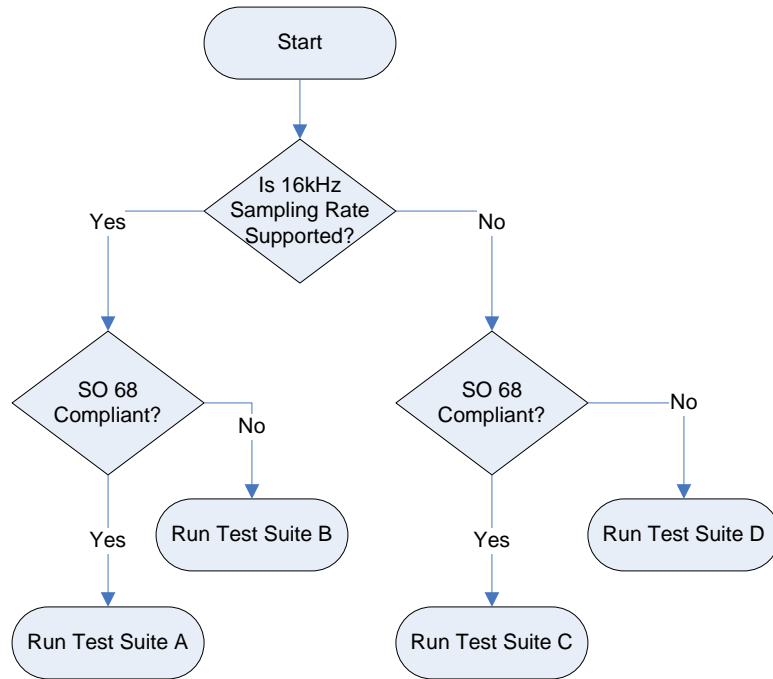 Start
Is 16kHz
Sampling Rate
Supported?
Yes
No
SO 68
Compliant?
SO 68
Compliant?
No
No
Run Test Suite B
Run Test Suite D
Yes
Yes
Run Test Suite A
Run Test Suite C